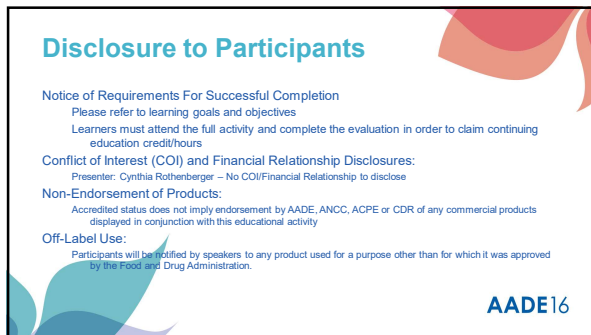 Disclosure to Participants
Notice of Requirements For Successful Completion
Please refer to learning goals and objectives
Learners must attend the full activity and complete the evaluation in order to claim continuing
education credit/hours
Conflict of Interest (COI) and Financial Relationship Disclosures:
Presenter: Cynthia Rothenberger – No COI/Financial Relationship to disclose
Non-Endorsement of Products:
Accredited status does not imply endorsement by AADE, ANCC, ACPE or CDR of any commercial products
displayed in conjunction with this educational activity
Off-Label Use:
Participants will be notified by speakers to any product used for a purpose other than for which it was approved
by the Food and Drug Administration.
AADE16